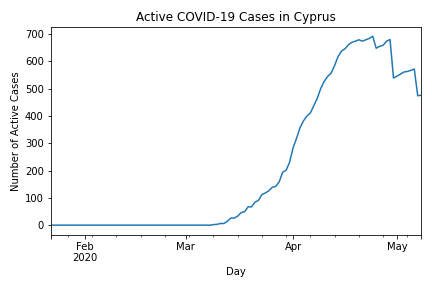 Active COVID-19 Cases in Cyprus
Number of Active Cases
700
600
500
400
300
200
100
0
Feb
2020
Mar
Apr
May
Day